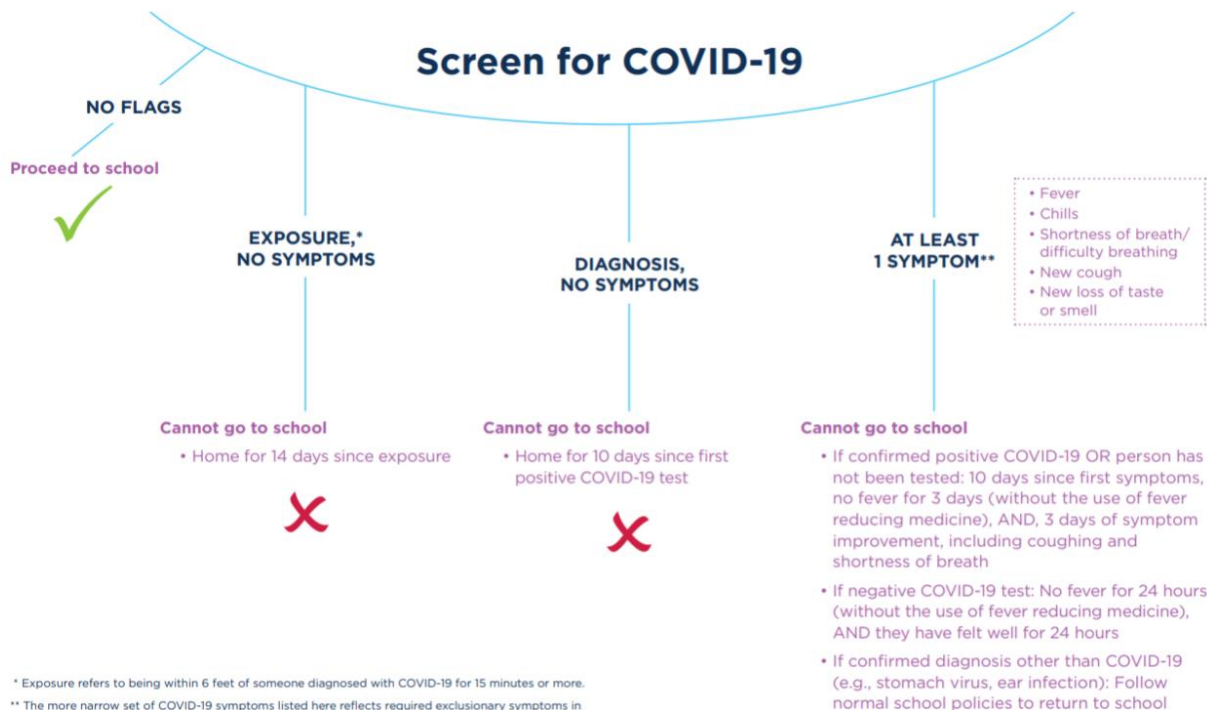 Screen for COVID-19
NO FLAGS
Proceed to school
EXPOSURE,*
NO SYMPTOMS
Cannot go to school
• Home for 14 days since exposure
DIAGNOSIS,
NO SYMPTOMS
Cannot go to school
• Home for 10 days since first
positive COVID-19 test
AT LEAST
1 SYMPTOM**
• Fever
• Chills
• Shortness of breath/
difficulty breathing
• New cough
• New loss of taste
or smell
Cannot go to school
• If confirmed positive COVID-19 OR person has
not been tested: 10 days since first symptoms,
no fever for 3 days (without the use of fever
reducing medicine), AND, 3 days of symptom
improvement, including coughing and
shortness of breath
• If negative COVID-19 test: No fever for 24 hours
(without the use of fever reducing medicine),
AND they have felt well for 24 hours
• If confirmed diagnosis other than COVID-19
(e.g., stomach virus, ear infection): Follow
normal school policies to return to school
* Exposure refers to being within 6 feet of someone diagnosed with COVID-19 for 15 minutes or more.
** The more narrow set of COVID-19 symptoms listed here reflects required exclusionary symptoms in